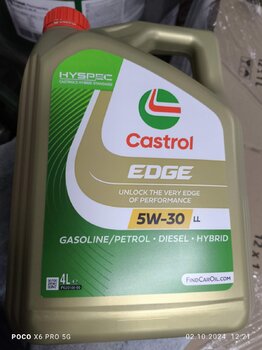 HYSPEC
Castrol
EDGE
UNLOCK THE VERY EDGE
OF PERFORMANCE
5W-30 LL
GASOLINE/PETROL • DIESEL • HYBRID
4L
FINDCAROIL.COM
POCO X6 PRO 5G
02.10.2024 12:21